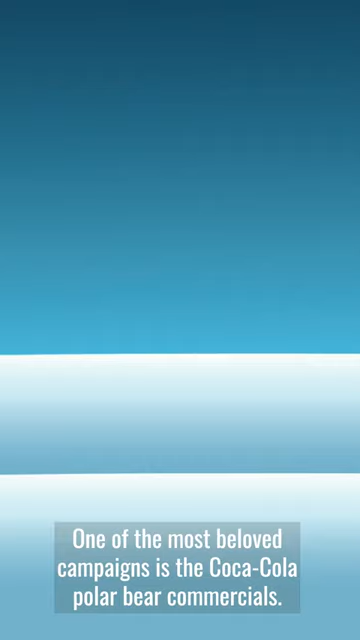 One of the most beloved
campaigns is the Coca-Cola
polar bear commercials.